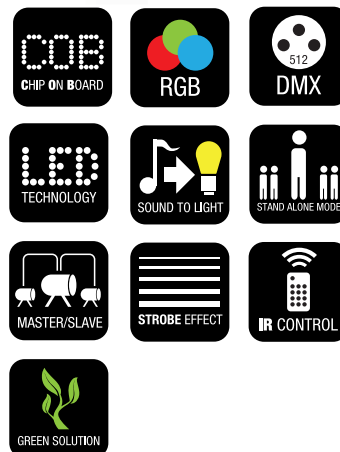 COB
CHIP ON BOARD
RGB
512
DMX
LED
TECHNOLOGY
SOUND TO LIGHT
STAND ALONE MODE
MASTER/SLAVE
STROBE EFFECT
IR CONTROL
GREEN SOLUTION